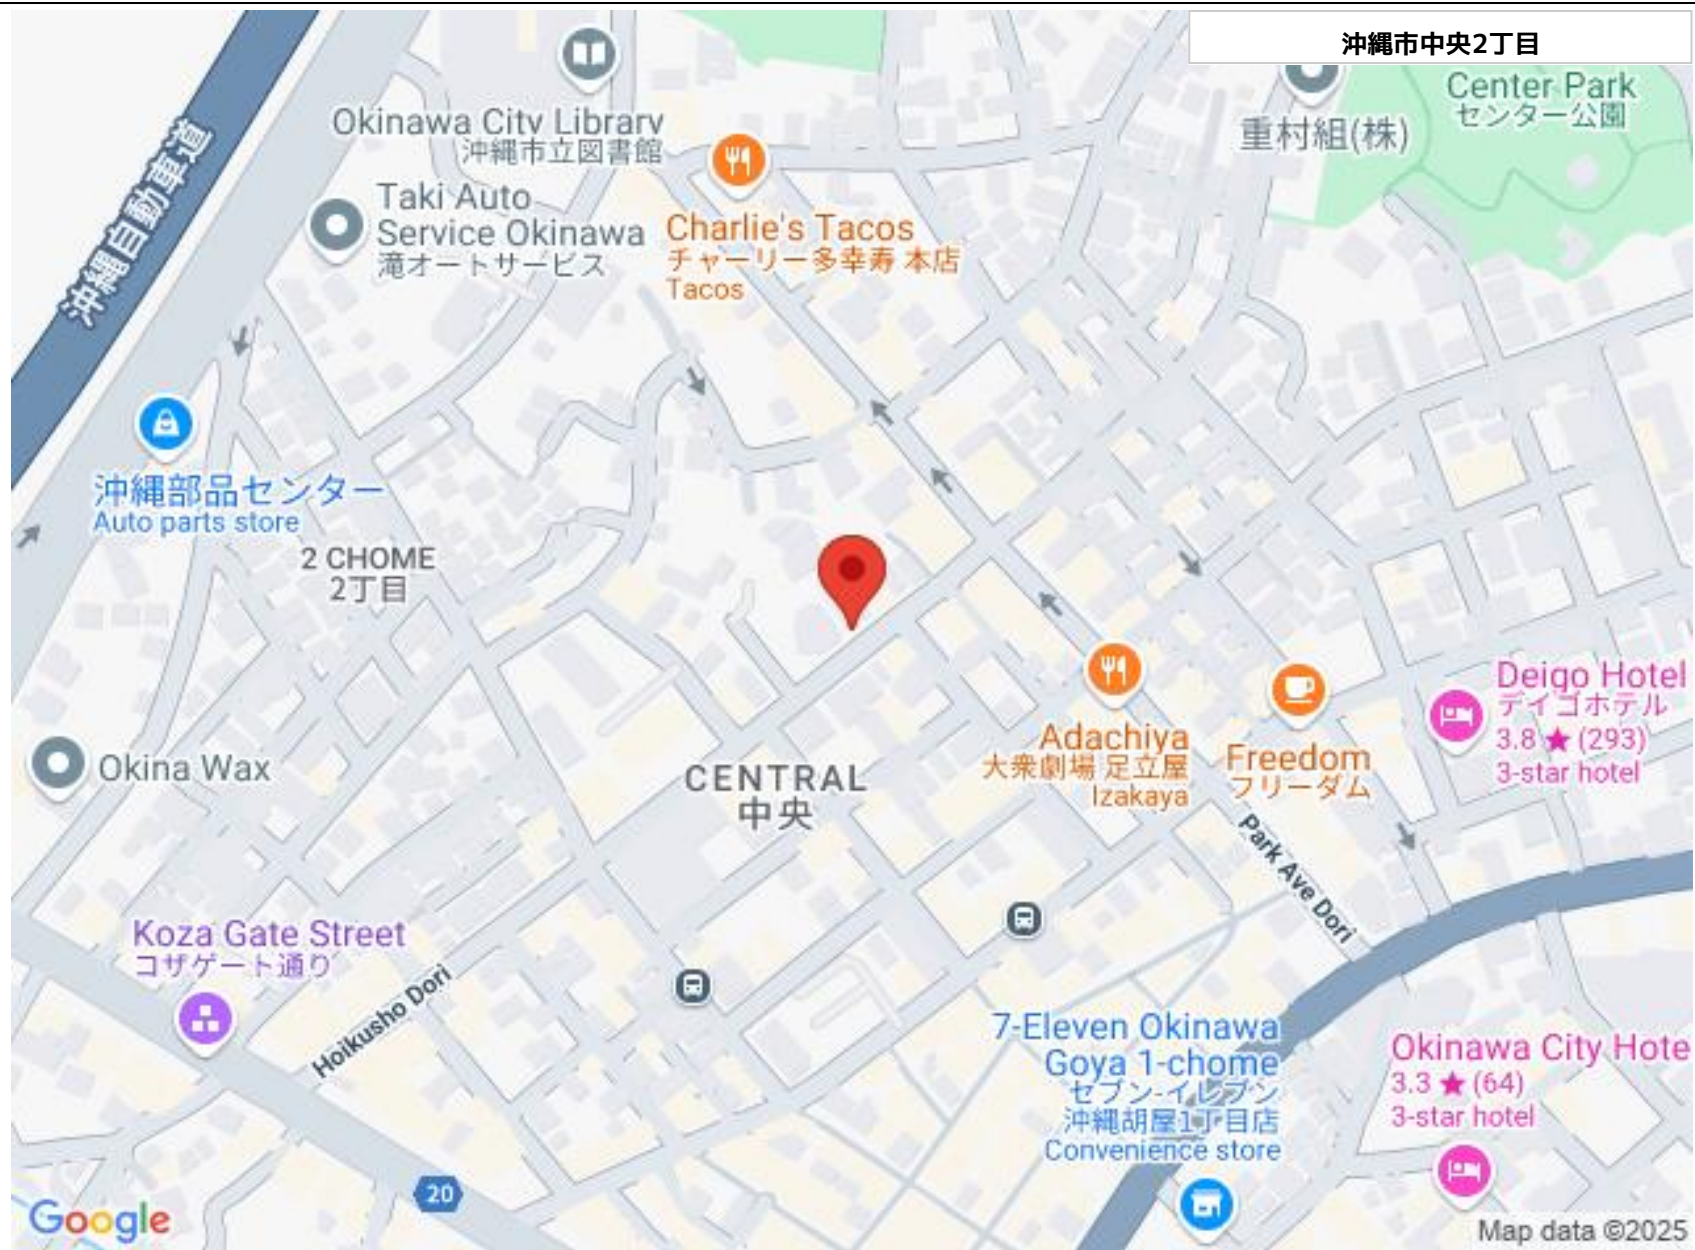 沖縄市中央2丁目
Center Park
センター公園
重村組(株)
Okinawa City Library
沖縄市立図書館
沖縄自動車道
Taki Auto
Service Okinawa
滝オートサービス
Charlie's Tacos
チャーリー多幸寿 本店
Tacos
沖縄部品センター
Auto parts store
2 CHOME
2丁目
Okina Wax
CENTRAL
中央
Adachiya
大衆劇場 足立屋
Izakaya
Freedom
フリーダム
Deigo Hotel
デイゴホテル
3.8 ★ (293)
3-star hotel
Park Ave Dori
Koza Gate Street
コザゲート通り
Hoikusho Dori
7-Eleven Okinawa
Goya 1-chome
セブン-イレブン
沖縄胡屋1丁目店
Convenience store
Okinawa City Hote
3.3 ★ (64)
3-star hotel
20
Google
Map data ©2025